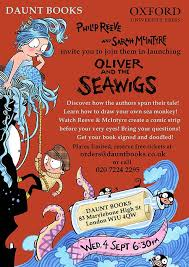 DAUNT BOOKS
OXFORD
UNIVERSITY PRESS
PHILIP REEVE
AND SARAH MCINTYRE
invite you to join them in launching
OLIVER
AND THE
SEAWIGS
Discover how the authors spun their tale!
Learn how to draw your own sea monkey!
Watch Reeve & McIntyre create a comic strip
before your very eyes! Bring your questions!
Get your book signed and doodled!
Places limited, reserve free tickets at
orders@dauntbooks.co.uk
or call
020 7224 2295
DAUNT BOOKS
83 Marylebone High St
London W1U 4QW
WED, 4 SEPT 6:30PM